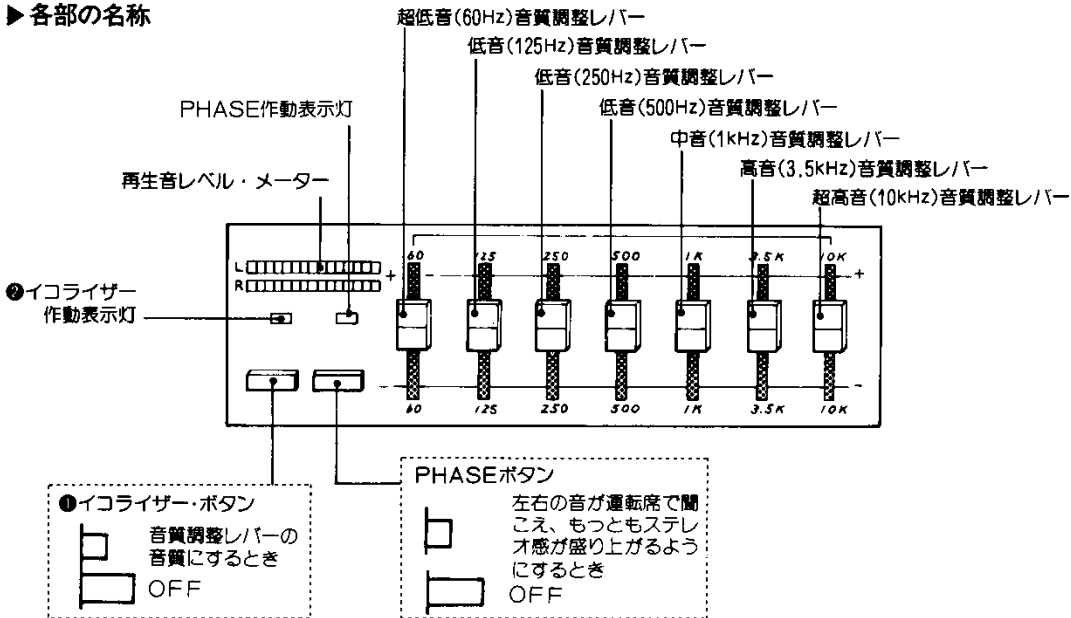 ▶各部の名称
超低音(60Hz)音質調整レバー
低音(125Hz)音質調整レバー
低音(250Hz)音質調整レバー
低音(500Hz)音質調整レバー
中音(1kHz)音質調整レバー
高音(3.5kHz)音質調整レバー
超高音(10kHz)音質調整レバー
PHASE作動表示灯
再生音レベル・メーター
❷イコライザー
作動表示灯
L
R
+ −
60 125 250 500 1K 3.5K 10K
+
−
60 125 250 500 1K 3.5K 10K
❶イコライザー・ボタン
音質調整レバーの
音質にするとき
OFF
PHASEボタン
左右の音が運転席で聞
こえ、もっともステレ
オ感が盛り上がるよう
にするとき
OFF